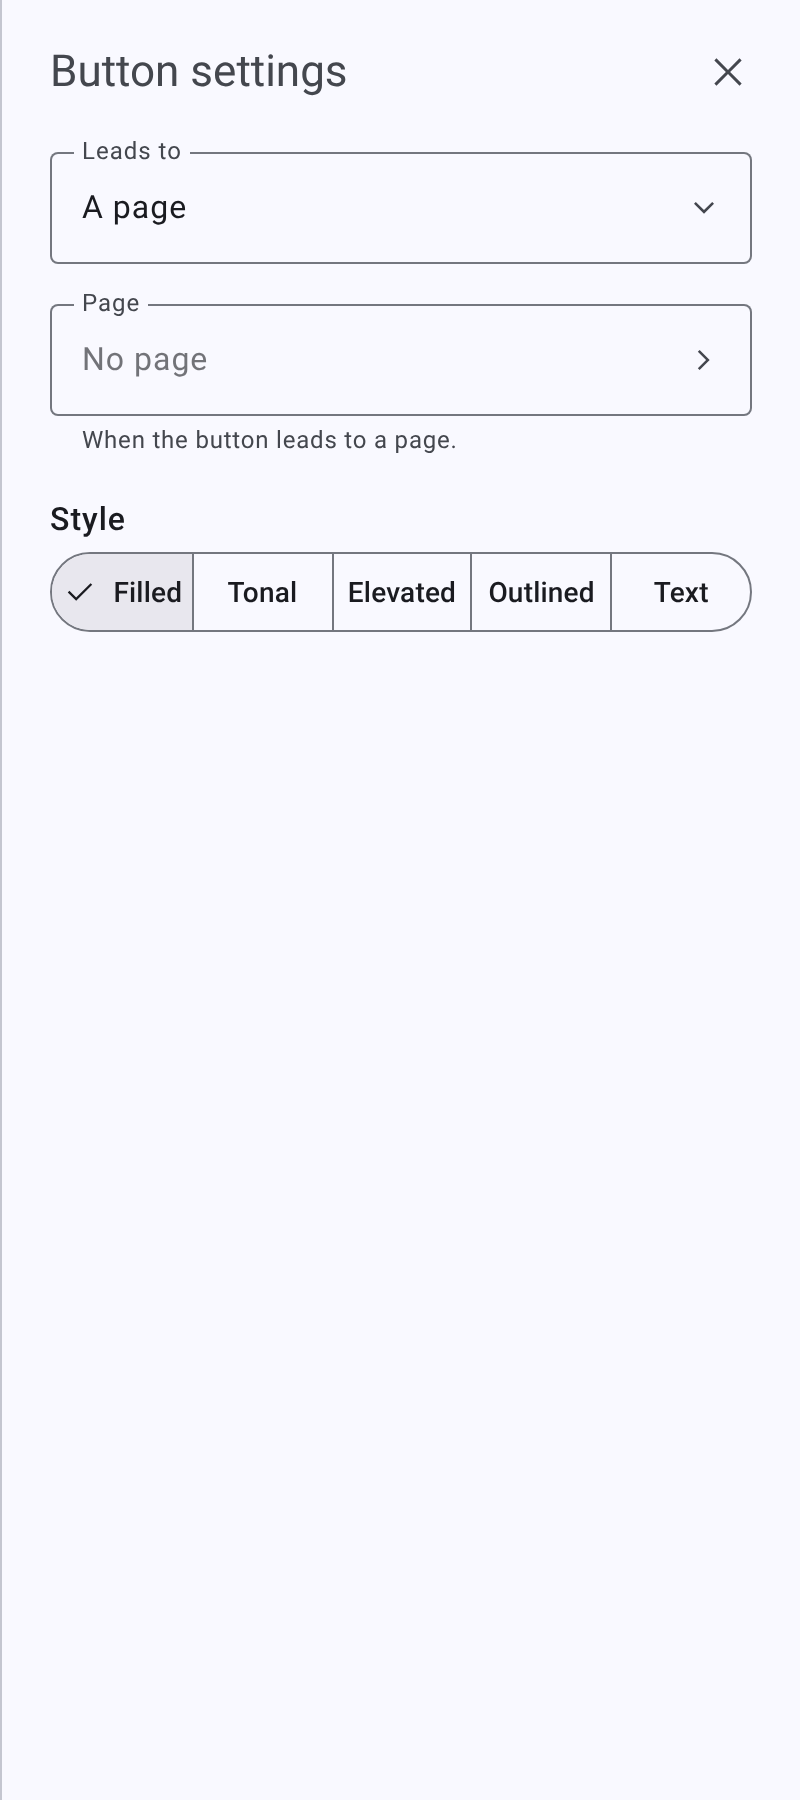 Button settings
Leads to
A page
Page
No page
When the button leads to a page.
Style
Filled Tonal Elevated Outlined Text